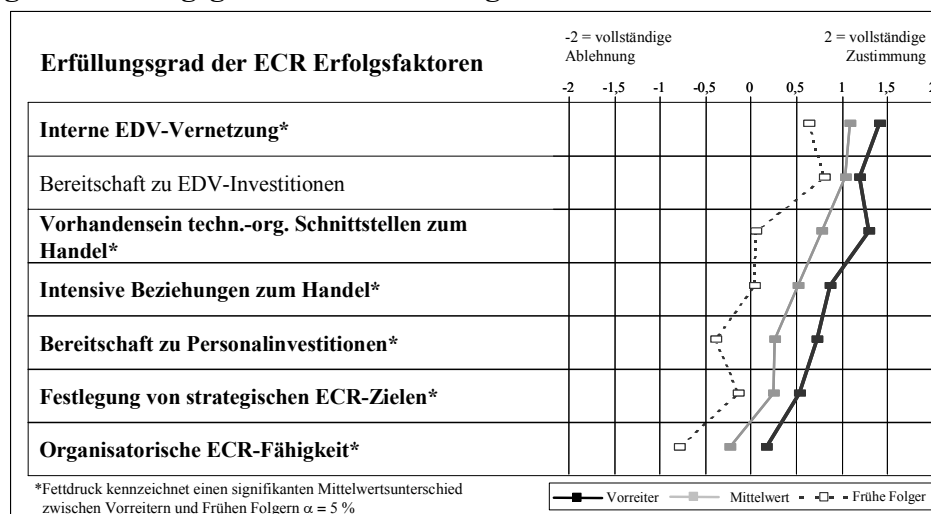 -2 = vollständige
Ablehnung
2 = vollständige
Zustimmung
Erfüllungsgrad der ECR Erfolgsfaktoren
-2 -1 -1 -0,5 0 0,5 1 1,5 2
Interne EDV-Vernetzung*
Bereitschaft zu EDV-Investitionen
Vorhandensein techn.-org. Schnittstellen zum
Handel*
Intensive Beziehungen zum Handel*
Bereitschaft zu Personalinvestitionen*
Festlegung von strategischen ECR-Zielen*
Organisatorische ECR-Fähigkeit*
*Fettdruck kennzeichnet einen signifikanten Mittelwertsunterschied
zwischen Vorreitern und Frühen Folgern α = 5 %
Vorreiter Mittelwert Frühe Folger